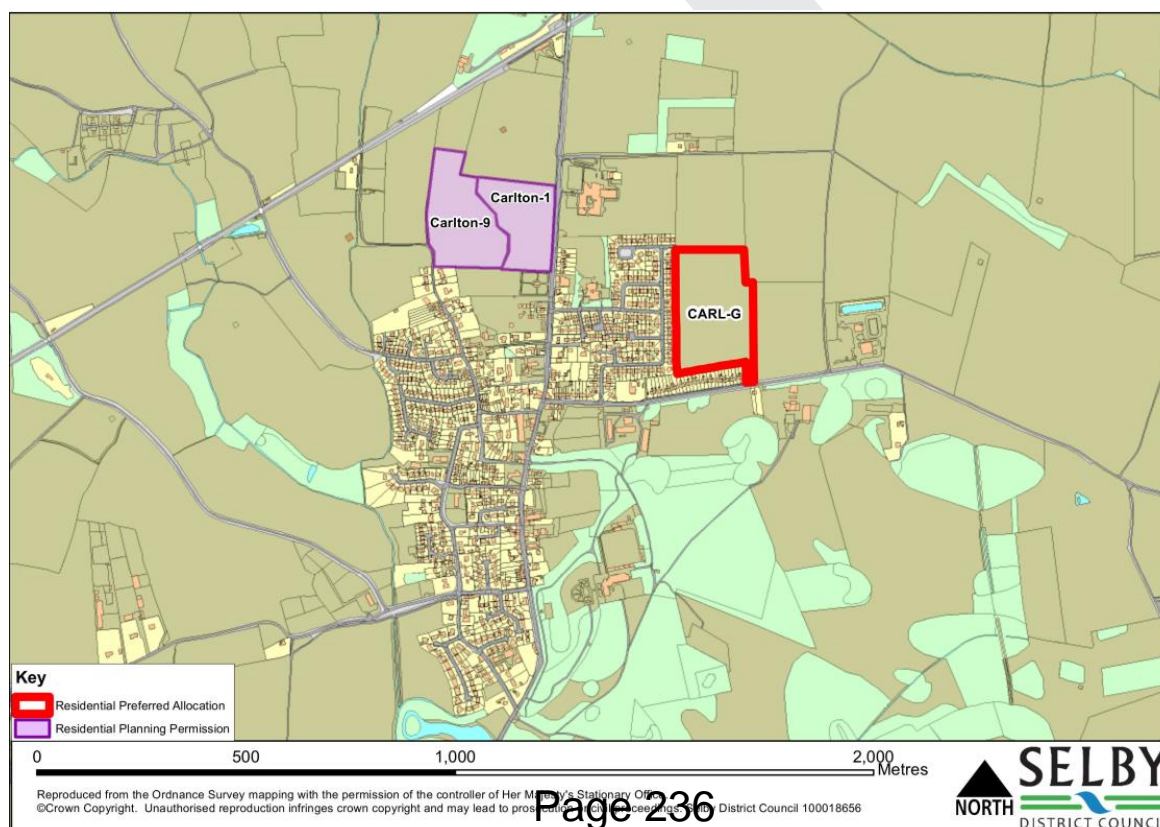 Carlton-1
Carlton-9
CARL-G
Key
Residential Preferred Allocation
Residential Planning Permission
0 500 1,000 2,000
Metres
Reproduced from the Ordnance Survey mapping with the permission of the controller of Her Majesty's Stationary Office.
©Crown Copyright. Unauthorised reproduction infringes crown copyright and may lead to prosecution or civil proceedings. Selby District Council 100018656
Page 236
NORTH
SELBY
DISTRICT COUNCIL